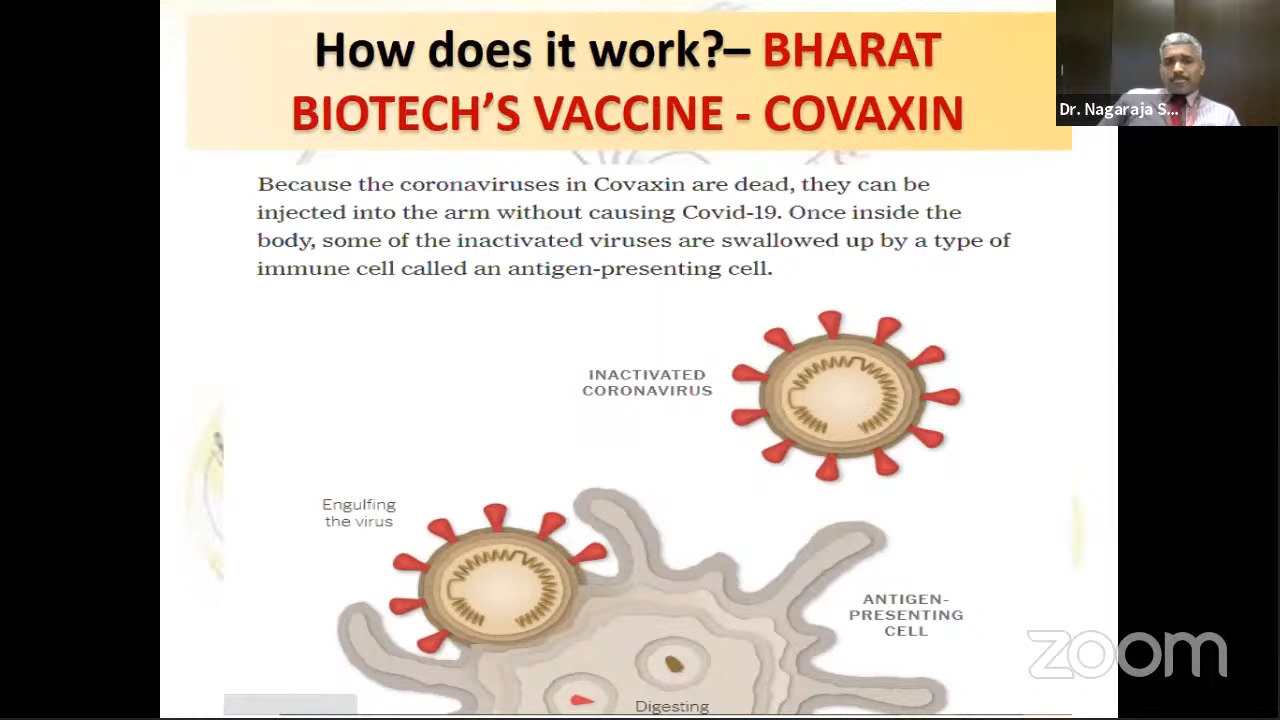 How does it work?– BHARAT
BIOTECH’S VACCINE - COVAXIN
Dr. Nagaraja S...
Because the coronaviruses in Covaxin are dead, they can be
injected into the arm without causing Covid-19. Once inside the
body, some of the inactivated viruses are swallowed up by a type of
immune cell called an antigen-presenting cell.
INACTIVATED
CORONAVIRUS
Engulfing
the virus
ANTIGEN-
PRESENTING
CELL
zoom
Digesting